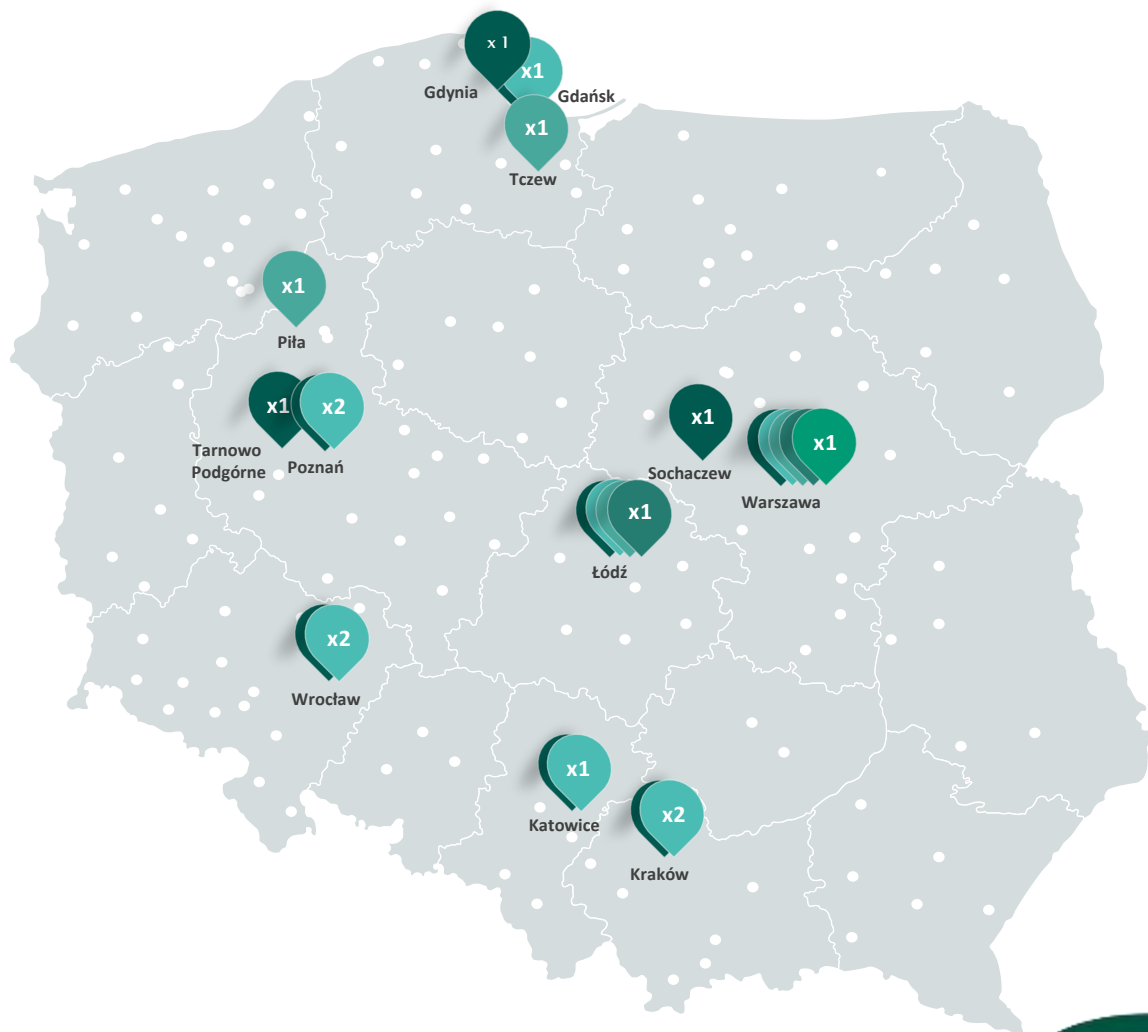 x 1
x1
Gdynia
Gdańsk
x1
Tczew
x1
Piła
x1
x2
Tarnowo
Podgórne
Poznań
x1
Sochaczew
x1
Warszawa
x1
Łódź
x2
Wrocław
x1
Katowice
x2
Kraków